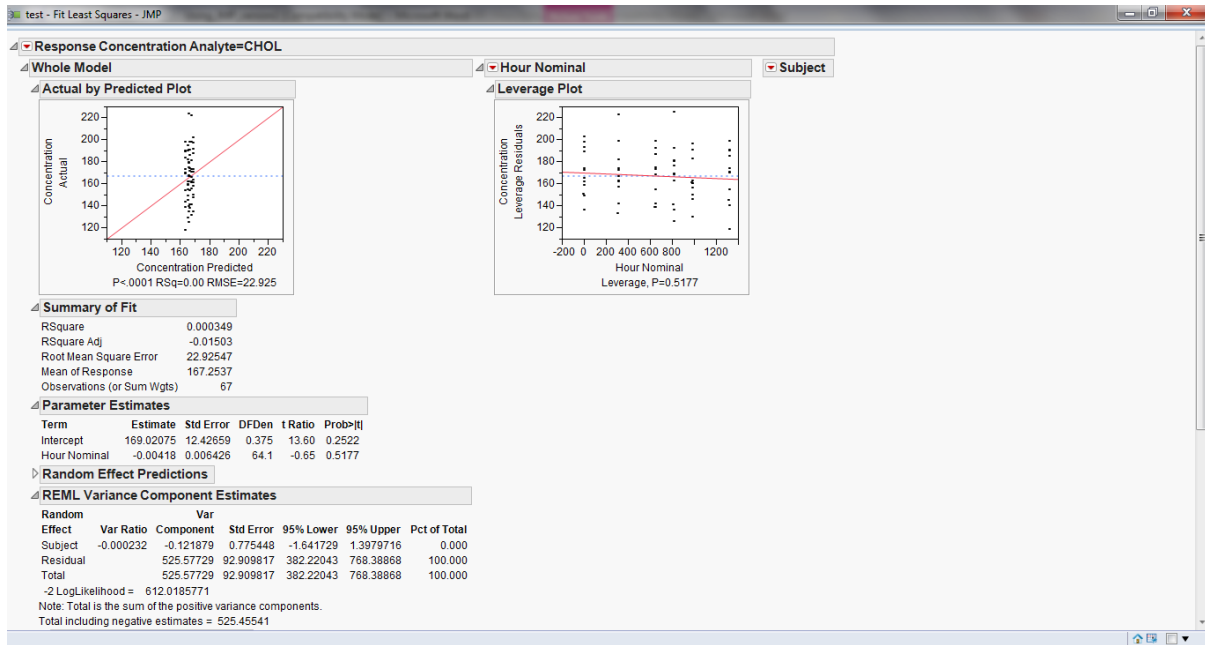 test - Fit Least Squares - JMP
Response Concentration Analyte=CHOL
Whole Model
Actual by Predicted Plot
220
200
180
160
140
120
Concentration
Actual
120 140 160 180 200 220
Concentration Predicted
P<.0001 RSq=0.00 RMSE=22.925
Hour Nominal
Leverage Plot
220
200
180
160
140
120
Concentration
Leverage Residuals
-200 0 200 400 600 800 1200
Hour Nominal
Leverage, P=0.5177
Subject
Summary of Fit
RSquare 0.000349
RSquare Adj -0.01503
Root Mean Square Error 22.92547
Mean of Response 167.2537
Observations (or Sum Wgts) 67
Parameter Estimates
Term Estimate Std Error DFDen t Ratio Prob>|t|
Intercept 169.02075 12.42659 0.375 13.60 0.2522
Hour Nominal -0.00418 0.006426 64.1 -0.65 0.5177
Random Effect Predictions
REML Variance Component Estimates
Random Var
Effect Var Ratio Component Std Error 95% Lower 95% Upper Pct of Total
Subject -0.000232 -0.121879 0.775448 -1.641729 1.3979716 0.000
Residual 525.57729 92.909817 382.22043 768.38868 100.000
Total 525.57729 92.909817 382.22043 768.38868 100.000
-2 LogLikelihood = 612.0185771
Note: Total is the sum of the positive variance components.
Total including negative estimates = 525.45541